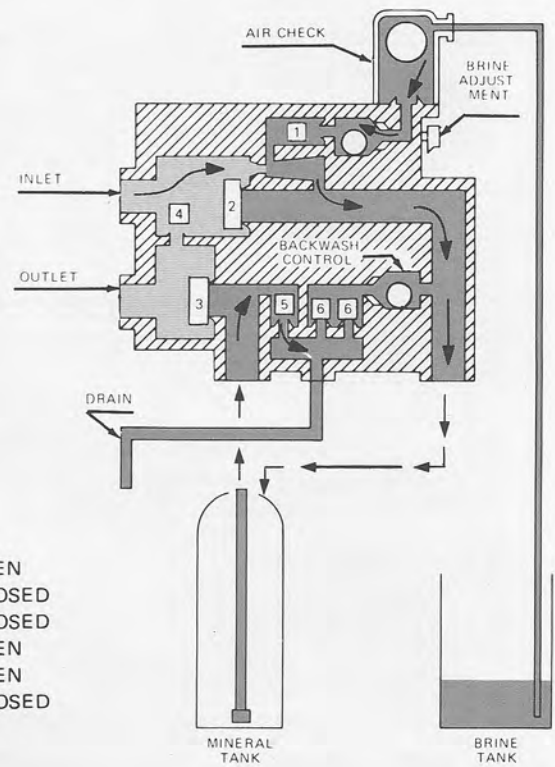 AIR CHECK
BRINE
ADJUST
MENT
1
INLET
4
2
BACKWASH
CONTROL
OUTLET
3
5
6
6
DRAIN
EN
OSED
OSED
EN
EN
OSED
MINERAL
TANK
BRINE
TANK